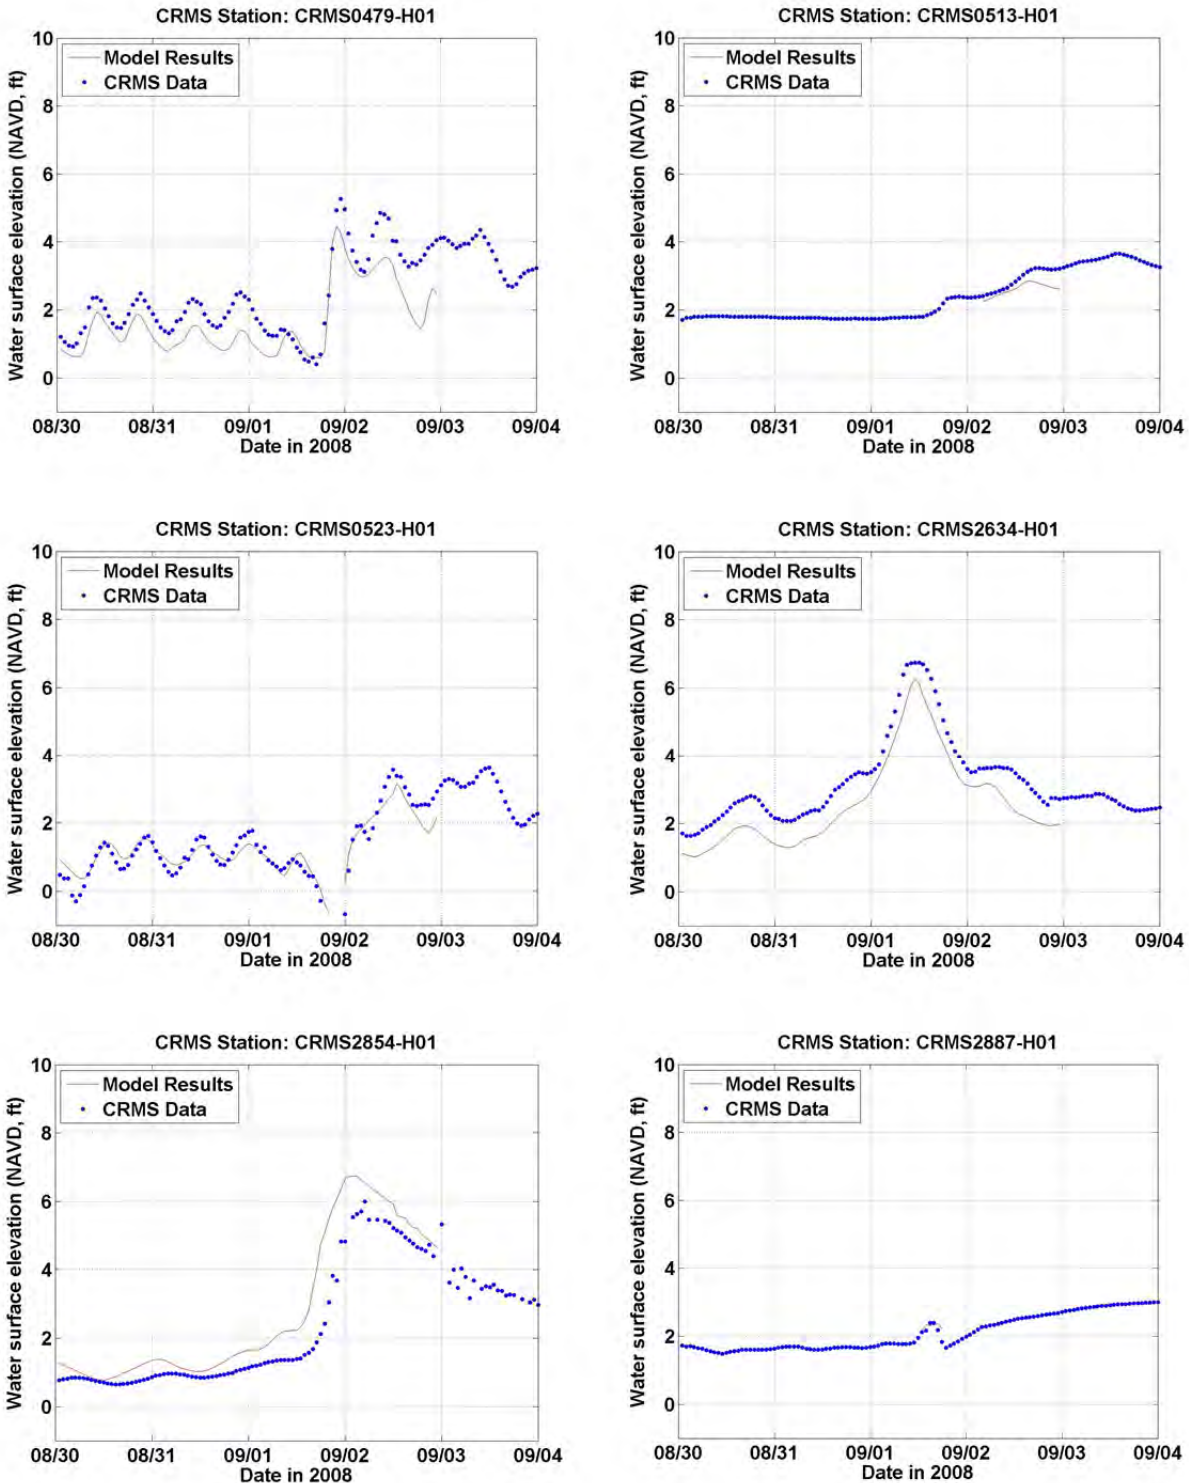 CRMS Station: CRMS0479-H01
Model Results
CRMS Data
Water surface elevation (NAVD, ft)
10
8
6
4
2
0
08/30 08/31 09/01 09/02 09/03 09/04
Date in 2008
CRMS Station: CRMS0513-H01
Model Results
CRMS Data
Water surface elevation (NAVD, ft)
10
8
6
4
2
0
08/30 08/31 09/01 09/02 09/03 09/04
Date in 2008
CRMS Station: CRMS0523-H01
Model Results
CRMS Data
Water surface elevation (NAVD, ft)
10
8
6
4
2
0
08/30 08/31 09/01 09/02 09/03 09/04
Date in 2008
CRMS Station: CRMS2634-H01
Model Results
CRMS Data
Water surface elevation (NAVD, ft)
10
8
6
4
2
0
08/30 08/31 09/01 09/02 09/03 09/04
Date in 2008
CRMS Station: CRMS2854-H01
Model Results
CRMS Data
Water surface elevation (NAVD, ft)
10
8
6
4
2
0
08/30 08/31 09/01 09/02 09/03 09/04
Date in 2008
CRMS Station: CRMS2887-H01
Model Results
CRMS Data
Water surface elevation (NAVD, ft)
10
8
6
4
2
0
08/30 08/31 09/01 09/02 09/03 09/04
Date in 2008